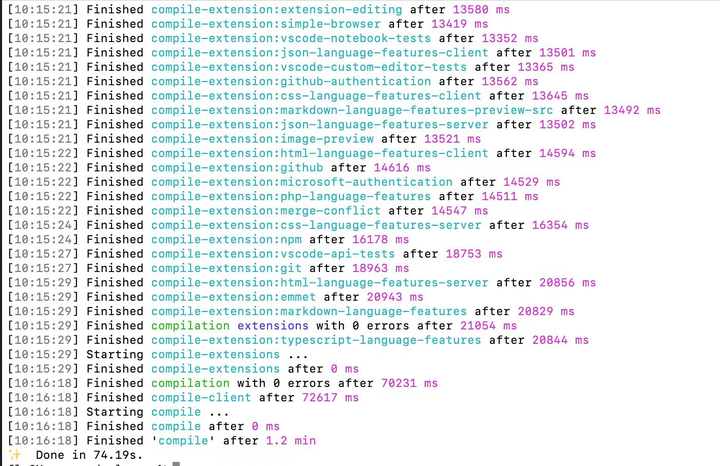 [10:15:21] Finished compile-extension:extension-editing after 13580 ms
[10:15:21] Finished compile-extension:simple-browser after 13419 ms
[10:15:21] Finished compile-extension:vscode-notebook-tests after 13352 ms
[10:15:21] Finished compile-extension:json-language-features-client after 13501 ms
[10:15:21] Finished compile-extension:vscode-custom-editor-tests after 13365 ms
[10:15:21] Finished compile-extension:github-authentication after 13562 ms
[10:15:21] Finished compile-extension:css-language-features-client after 13645 ms
[10:15:21] Finished compile-extension:markdown-language-features-preview-src after 13492 ms
[10:15:21] Finished compile-extension:json-language-features-server after 13502 ms
[10:15:21] Finished compile-extension:image-preview after 13521 ms
[10:15:22] Finished compile-extension:html-language-features-client after 14594 ms
[10:15:22] Finished compile-extension:github after 14616 ms
[10:15:22] Finished compile-extension:microsoft-authentication after 14529 ms
[10:15:22] Finished compile-extension:php-language-features after 14511 ms
[10:15:22] Finished compile-extension:merge-conflict after 14547 ms
[10:15:24] Finished compile-extension:css-language-features-server after 16354 ms
[10:15:24] Finished compile-extension:npm after 16178 ms
[10:15:27] Finished compile-extension:vscode-api-tests after 18753 ms
[10:15:27] Finished compile-extension:git after 18963 ms
[10:15:29] Finished compile-extension:html-language-features-server after 20856 ms
[10:15:29] Finished compile-extension:emmet after 20943 ms
[10:15:29] Finished compile-extension:markdown-language-features after 20829 ms
[10:15:29] Finished compilation extensions with 0 errors after 21054 ms
[10:15:29] Finished compile-extension:typescript-language-features after 20844 ms
[10:15:29] Starting compile-extensions ...
[10:15:29] Finished compile-extensions after 0 ms
[10:16:18] Finished compilation with 0 errors after 70231 ms
[10:16:18] Finished compile-client after 72617 ms
[10:16:18] Starting compile ...
[10:16:18] Finished compile after 0 ms
[10:16:18] Finished 'compile' after 1.2 min
✨ Done in 74.19s.